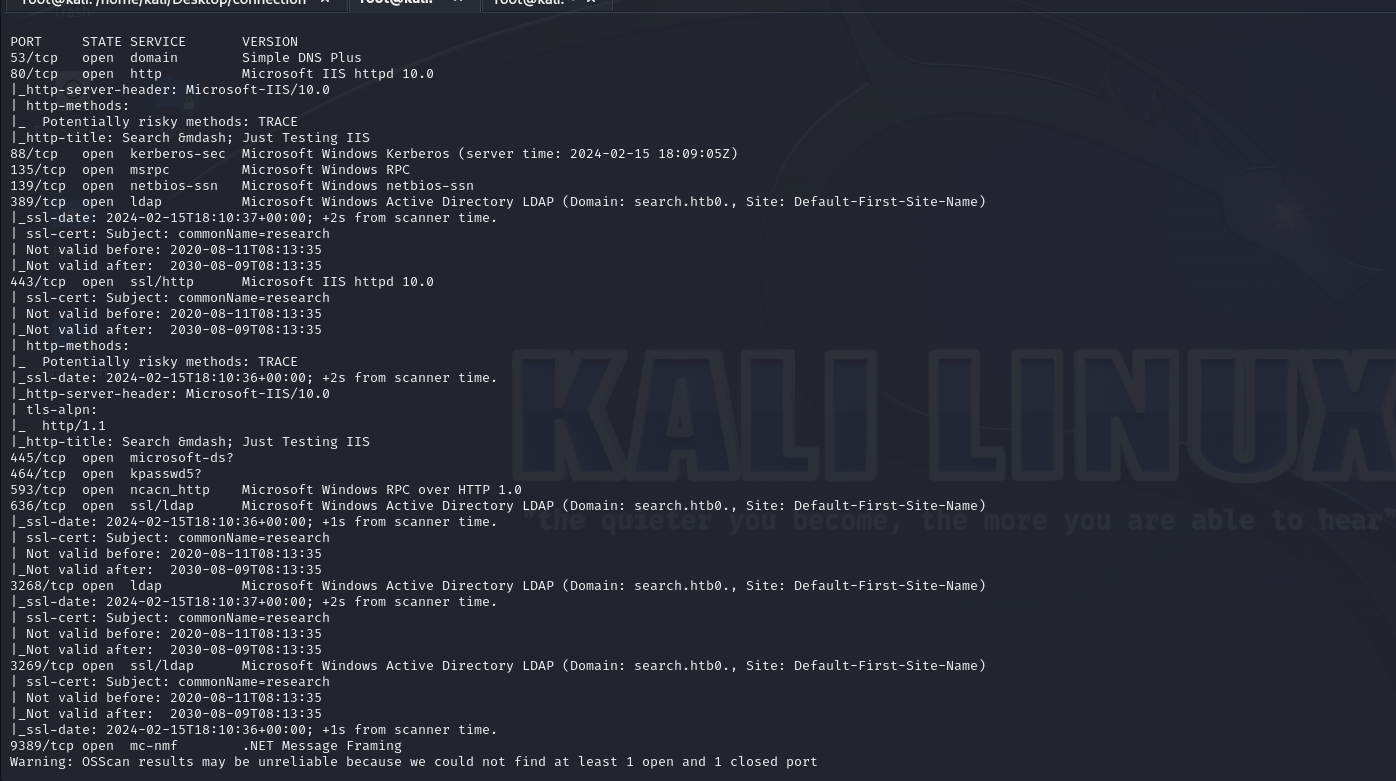 root@kali: /home/kali/Desktop/connection × root@kali: × root@kali: ×
PORT     STATE SERVICE       VERSION
53/tcp   open  domain        Simple DNS Plus
80/tcp   open  http          Microsoft IIS httpd 10.0
|_http-server-header: Microsoft-IIS/10.0
| http-methods:
|_  Potentially risky methods: TRACE
|_http-title: Search &mdash; Just Testing IIS
88/tcp   open  kerberos-sec  Microsoft Windows Kerberos (server time: 2024-02-15 18:09:05Z)
135/tcp  open  msrpc         Microsoft Windows RPC
139/tcp  open  netbios-ssn   Microsoft Windows netbios-ssn
389/tcp  open  ldap          Microsoft Windows Active Directory LDAP (Domain: search.htb0., Site: Default-First-Site-Name)
|_ssl-date: 2024-02-15T18:10:37+00:00; +2s from scanner time.
| ssl-cert: Subject: commonName=research
| Not valid before: 2020-08-11T08:13:35
|_Not valid after:  2030-08-09T08:13:35
443/tcp  open  ssl/http      Microsoft IIS httpd 10.0
| ssl-cert: Subject: commonName=research
| Not valid before: 2020-08-11T08:13:35
|_Not valid after:  2030-08-09T08:13:35
| http-methods:
|_  Potentially risky methods: TRACE
|_ssl-date: 2024-02-15T18:10:36+00:00; +2s from scanner time.
|_http-server-header: Microsoft-IIS/10.0
| tls-alpn:
|_  http/1.1
|_http-title: Search &mdash; Just Testing IIS
445/tcp  open  microsoft-ds?
464/tcp  open  kpasswd5?
593/tcp  open  ncacn_http    Microsoft Windows RPC over HTTP 1.0
636/tcp  open  ssl/ldap      Microsoft Windows Active Directory LDAP (Domain: search.htb0., Site: Default-First-Site-Name)
|_ssl-date: 2024-02-15T18:10:36+00:00; +1s from scanner time.
| ssl-cert: Subject: commonName=research
| Not valid before: 2020-08-11T08:13:35
|_Not valid after:  2030-08-09T08:13:35
3268/tcp open  ldap          Microsoft Windows Active Directory LDAP (Domain: search.htb0., Site: Default-First-Site-Name)
|_ssl-date: 2024-02-15T18:10:37+00:00; +2s from scanner time.
| ssl-cert: Subject: commonName=research
| Not valid before: 2020-08-11T08:13:35
|_Not valid after:  2030-08-09T08:13:35
3269/tcp open  ssl/ldap      Microsoft Windows Active Directory LDAP (Domain: search.htb0., Site: Default-First-Site-Name)
| ssl-cert: Subject: commonName=research
| Not valid before: 2020-08-11T08:13:35
|_Not valid after:  2030-08-09T08:13:35
|_ssl-date: 2024-02-15T18:10:36+00:00; +1s from scanner time.
9389/tcp open  mc-nmf        .NET Message Framing
Warning: OSScan results may be unreliable because we could not find at least 1 open and 1 closed port
Trash
KALI LINUX
"the quieter you become, the more you are able to hear"